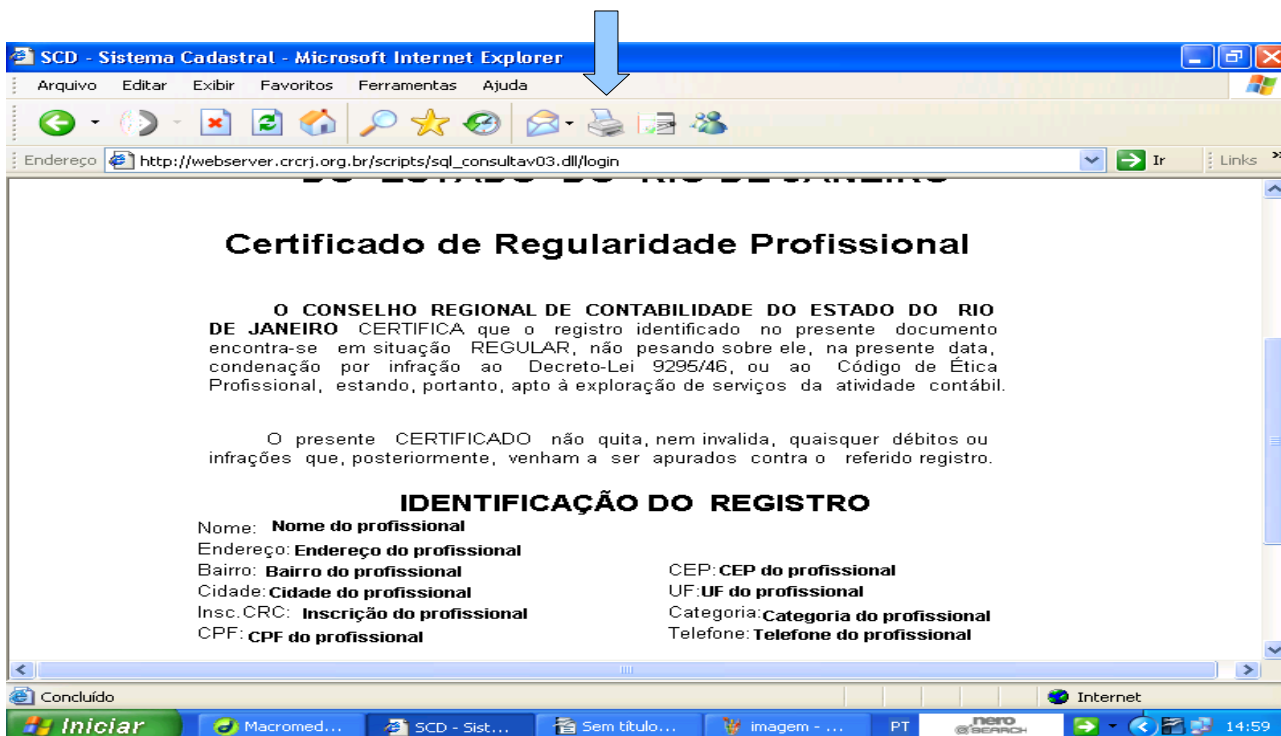 SCD - Sistema Cadastral - Microsoft Internet Explorer
Arquivo Editar Exibir Favoritos Ferramentas Ajuda
Endereço http://webserver.crcrj.org.br/scripts/sql_consultav03.dll/login Ir Links »
DO ESTADO DO RIO DE JANEIRO
Certificado de Regularidade Profissional
O CONSELHO REGIONAL DE CONTABILIDADE DO ESTADO DO RIO
DE JANEIRO CERTIFICA que o registro identificado no presente documento
encontra-se em situação REGULAR, não pesando sobre ele, na presente data,
condenação por infração ao Decreto-Lei 9295/46, ou ao Código de Ética
Profissional, estando, portanto, apto à exploração de serviços da atividade contábil.
O presente CERTIFICADO não quita, nem invalida, quaisquer débitos ou
infrações que, posteriormente, venham a ser apurados contra o referido registro.
IDENTIFICAÇÃO DO REGISTRO
Nome: Nome do profissional
Endereço: Endereço do profissional
Bairro: Bairro do profissional CEP: CEP do profissional
Cidade: Cidade do profissional UF: UF do profissional
Insc.CRC: Inscrição do profissional Categoria: Categoria do profissional
CPF: CPF do profissional Telefone: Telefone do profissional
Concluído Internet
Iniciar Macromed... SCD - Sist... Sem título... imagem - ... PT nero SEARCH 14:59